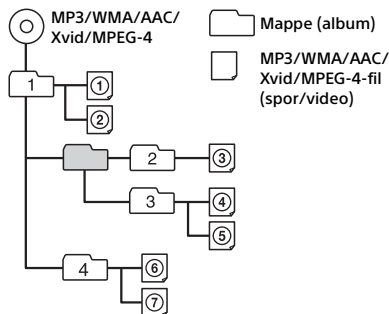 MP3/WMA/AAC/
Xvid/MPEG-4
Mappe (album)
MP3/WMA/AAC/
Xvid/MPEG-4-fil
(spor/video)
1
①
②
2
③
3
④
⑤
4
⑥
⑦